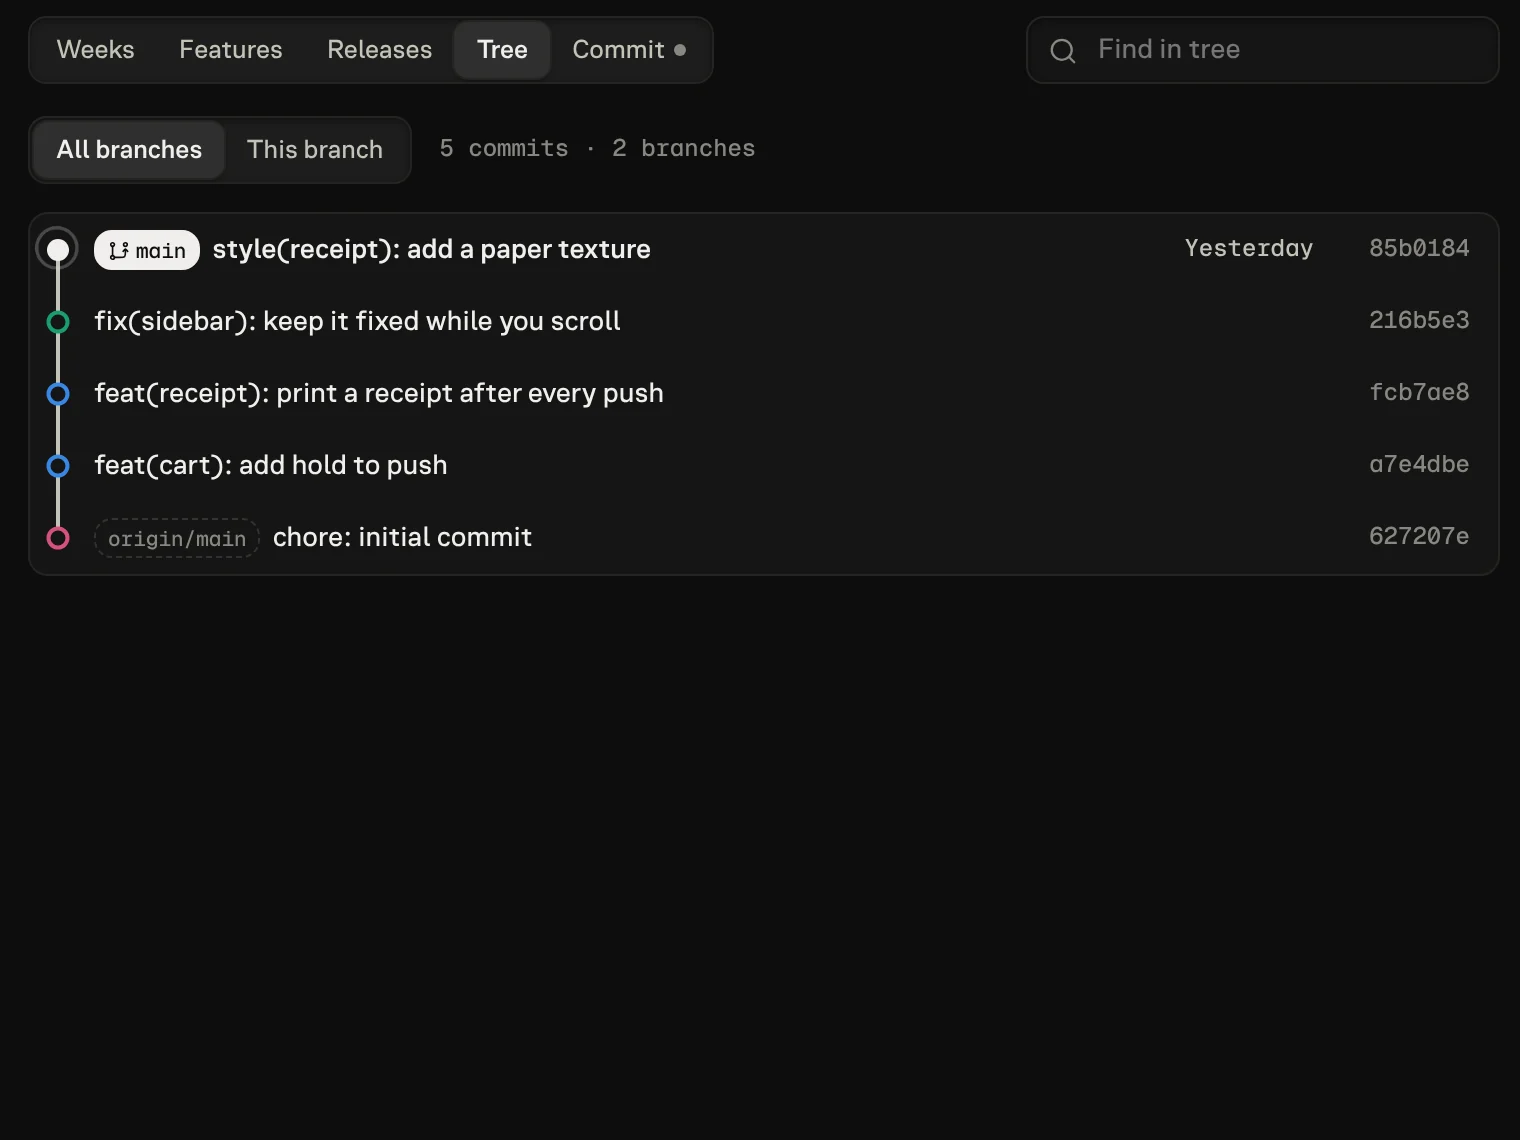 Weeks Features Releases Tree Commit Find in tree
All branches This branch 5 commits · 2 branches
main style(receipt): add a paper texture Yesterday 85b0184
fix(sidebar): keep it fixed while you scroll 216b5e3
feat(receipt): print a receipt after every push fcb7ae8
feat(cart): add hold to push a7e4dbe
origin/main chore: initial commit 627207e